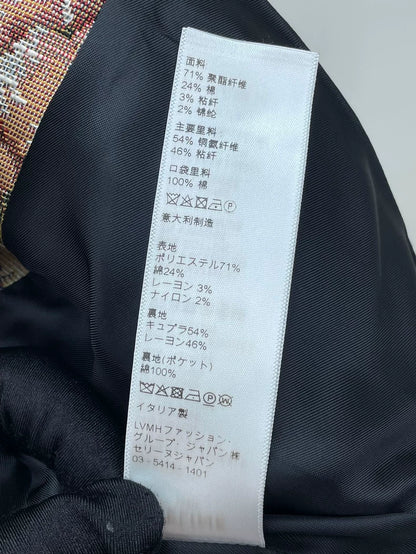 面料
71% 聚酯纤维
24% 棉
3% 粘纤
2% 锦纶
主要里料
54% 铜氨纤维
46% 粘纤
口袋里料
100% 棉
意大利制造
表地
ポリエステル71%
綿24%
レーヨン 3%
ナイロン 2%
裏地
キュプラ54%
レーヨン46%
裏地(ポケット)
綿100%
イタリア製
LVMHファッション・
グループ・ジャパン㈱
セリーヌジャパン
03 - 5414 - 1401